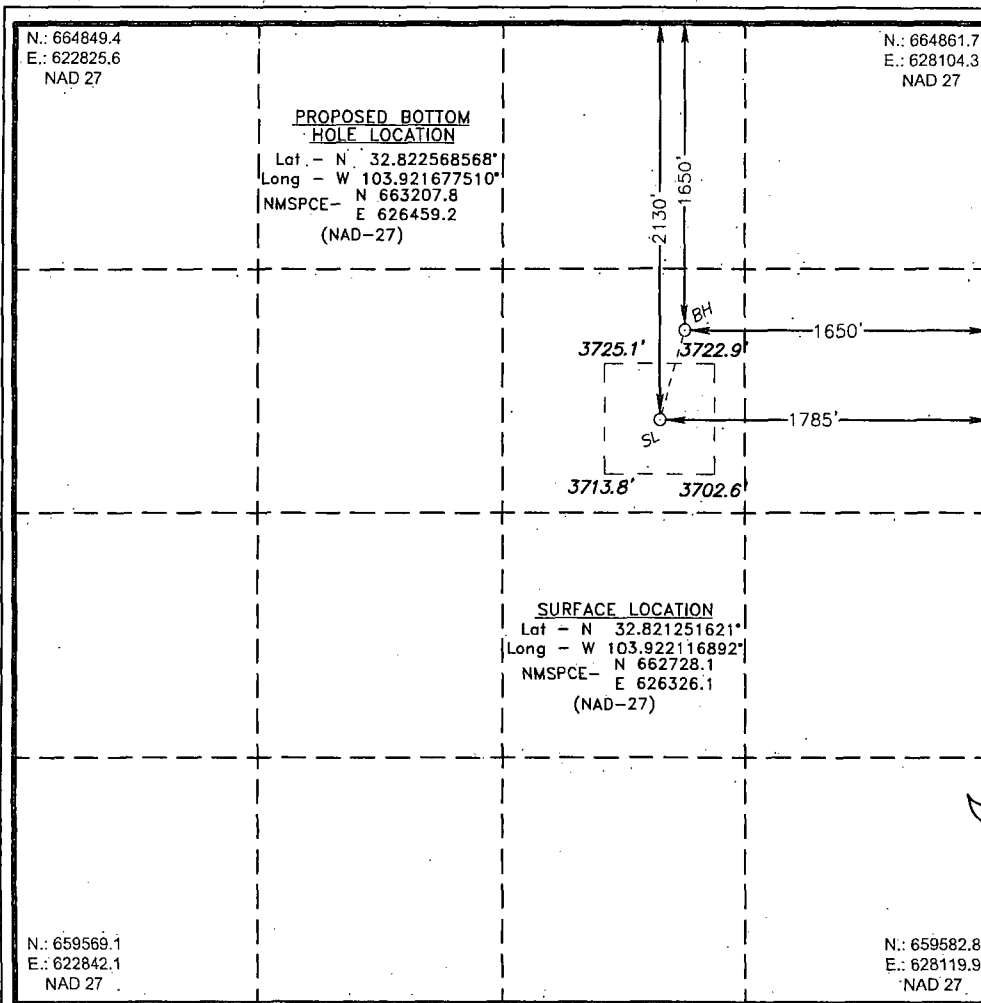 N.: 664849.4
E.: 622825.6
NAD 27
N.: 664861.7
E.: 628104.3
NAD 27
PROPOSED BOTTOM
HOLE LOCATION
Lat - N 32.822568568°
Long - W 103.921677510°
NMSPCE- N 663207.8
E 626459.2
(NAD-27)
2130'
1650'
BH
1650'
3725.1' 3722.9'
SL
1785'
3713.8' 3702.6'
SURFACE LOCATION
Lat - N 32.821251621°
Long - W 103.922116892°
NMSPCE- N 662728.1
E 626326.1
(NAD-27)
N.: 659569.1
E.: 622842.1
NAD 27
N.: 659582.8
E.: 628119.9
NAD 27